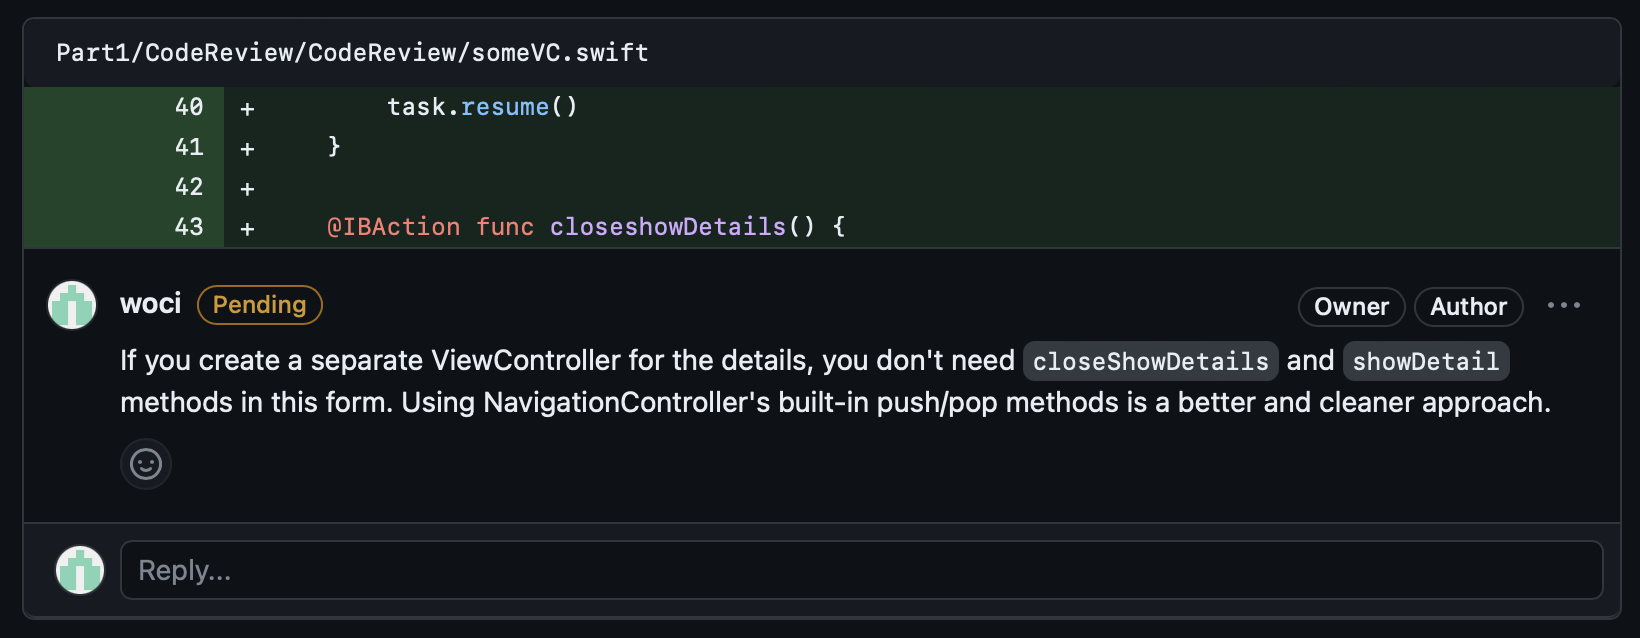 Part1/CodeReview/CodeReview/someVC.swift
40 + task.resume()
41 + }
42 +
43 + @IBAction func closeshowDetails() {
woci Pending Owner Author ...
If you create a separate ViewController for the details, you don't need closeShowDetails and showDetail
methods in this form. Using NavigationController's built-in push/pop methods is a better and cleaner approach.
Reply...